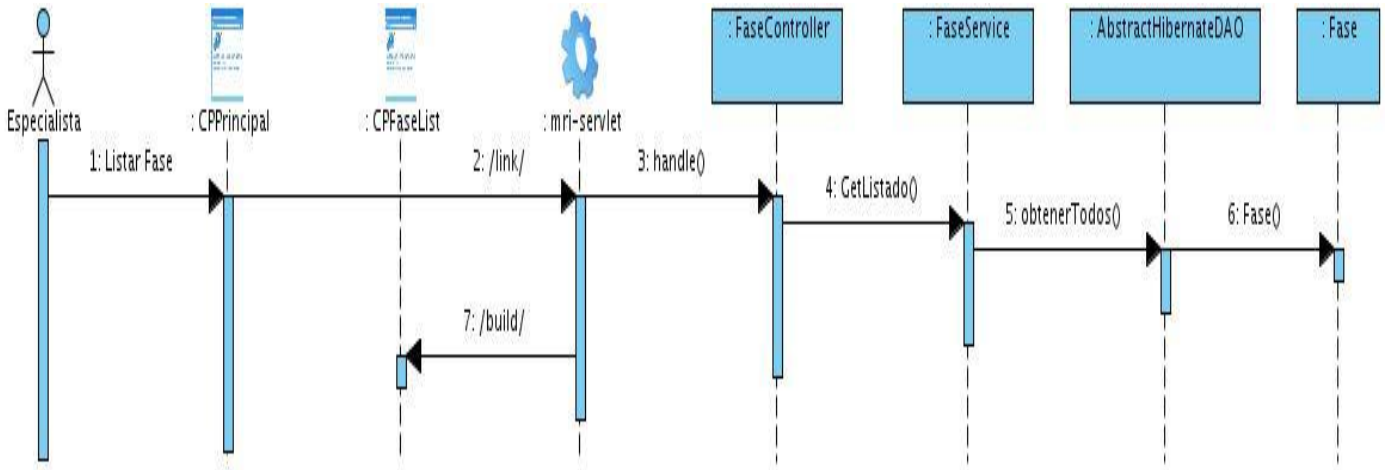 : FaseController
: FaseService
: AbstractHibernateDAO
: Fase
Especialista
: CPPrincipal
: CPFaseList
: mri-servlet
1: Listar Fase
2: /link/
3: handle()
4: GetListado()
5: obtenerTodos()
6: Fase()
7: /build/